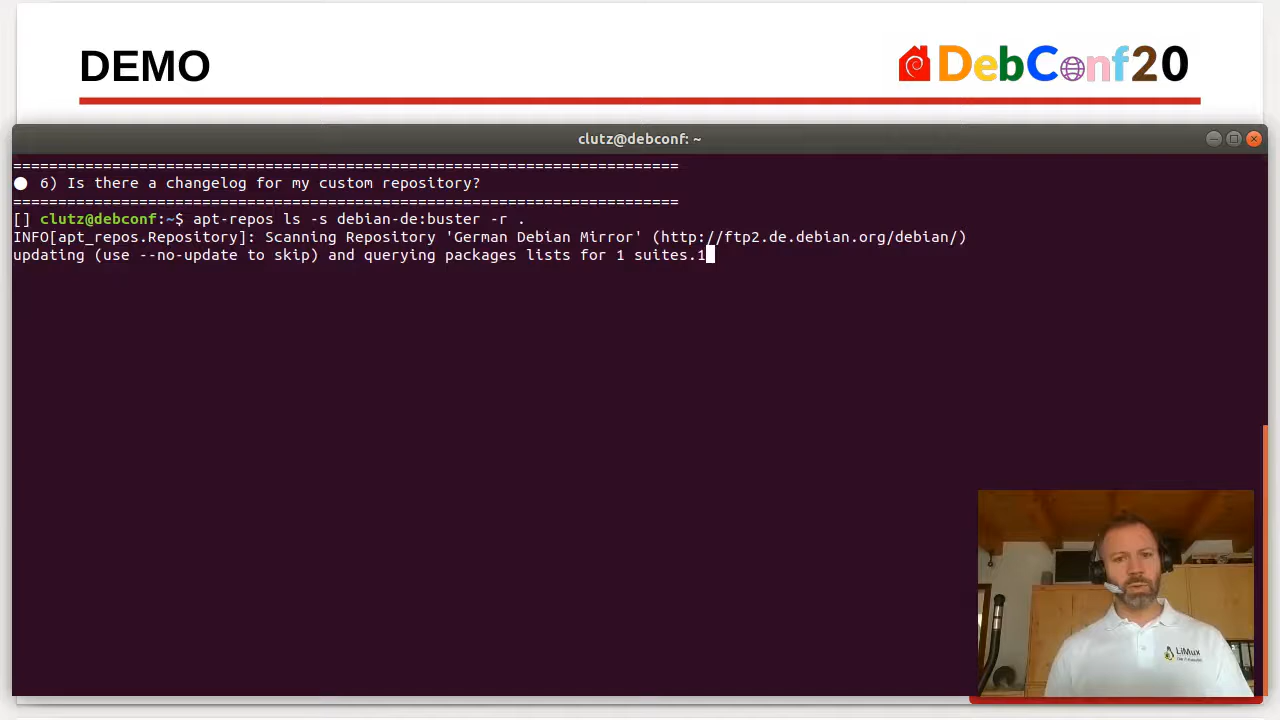 DEMO
DebConf20
clutz@debconf: ~
==========================================================================
6) Is there a changelog for my custom repository?
==========================================================================
[] clutz@debconf:~$ apt-repos ls -s debian-de:buster -r .
INFO[apt_repos.Repository]: Scanning Repository 'German Debian Mirror' (http://ftp2.de.debian.org/debian/)
updating (use --no-update to skip) and querying packages lists for 1 suites.1
LiMux